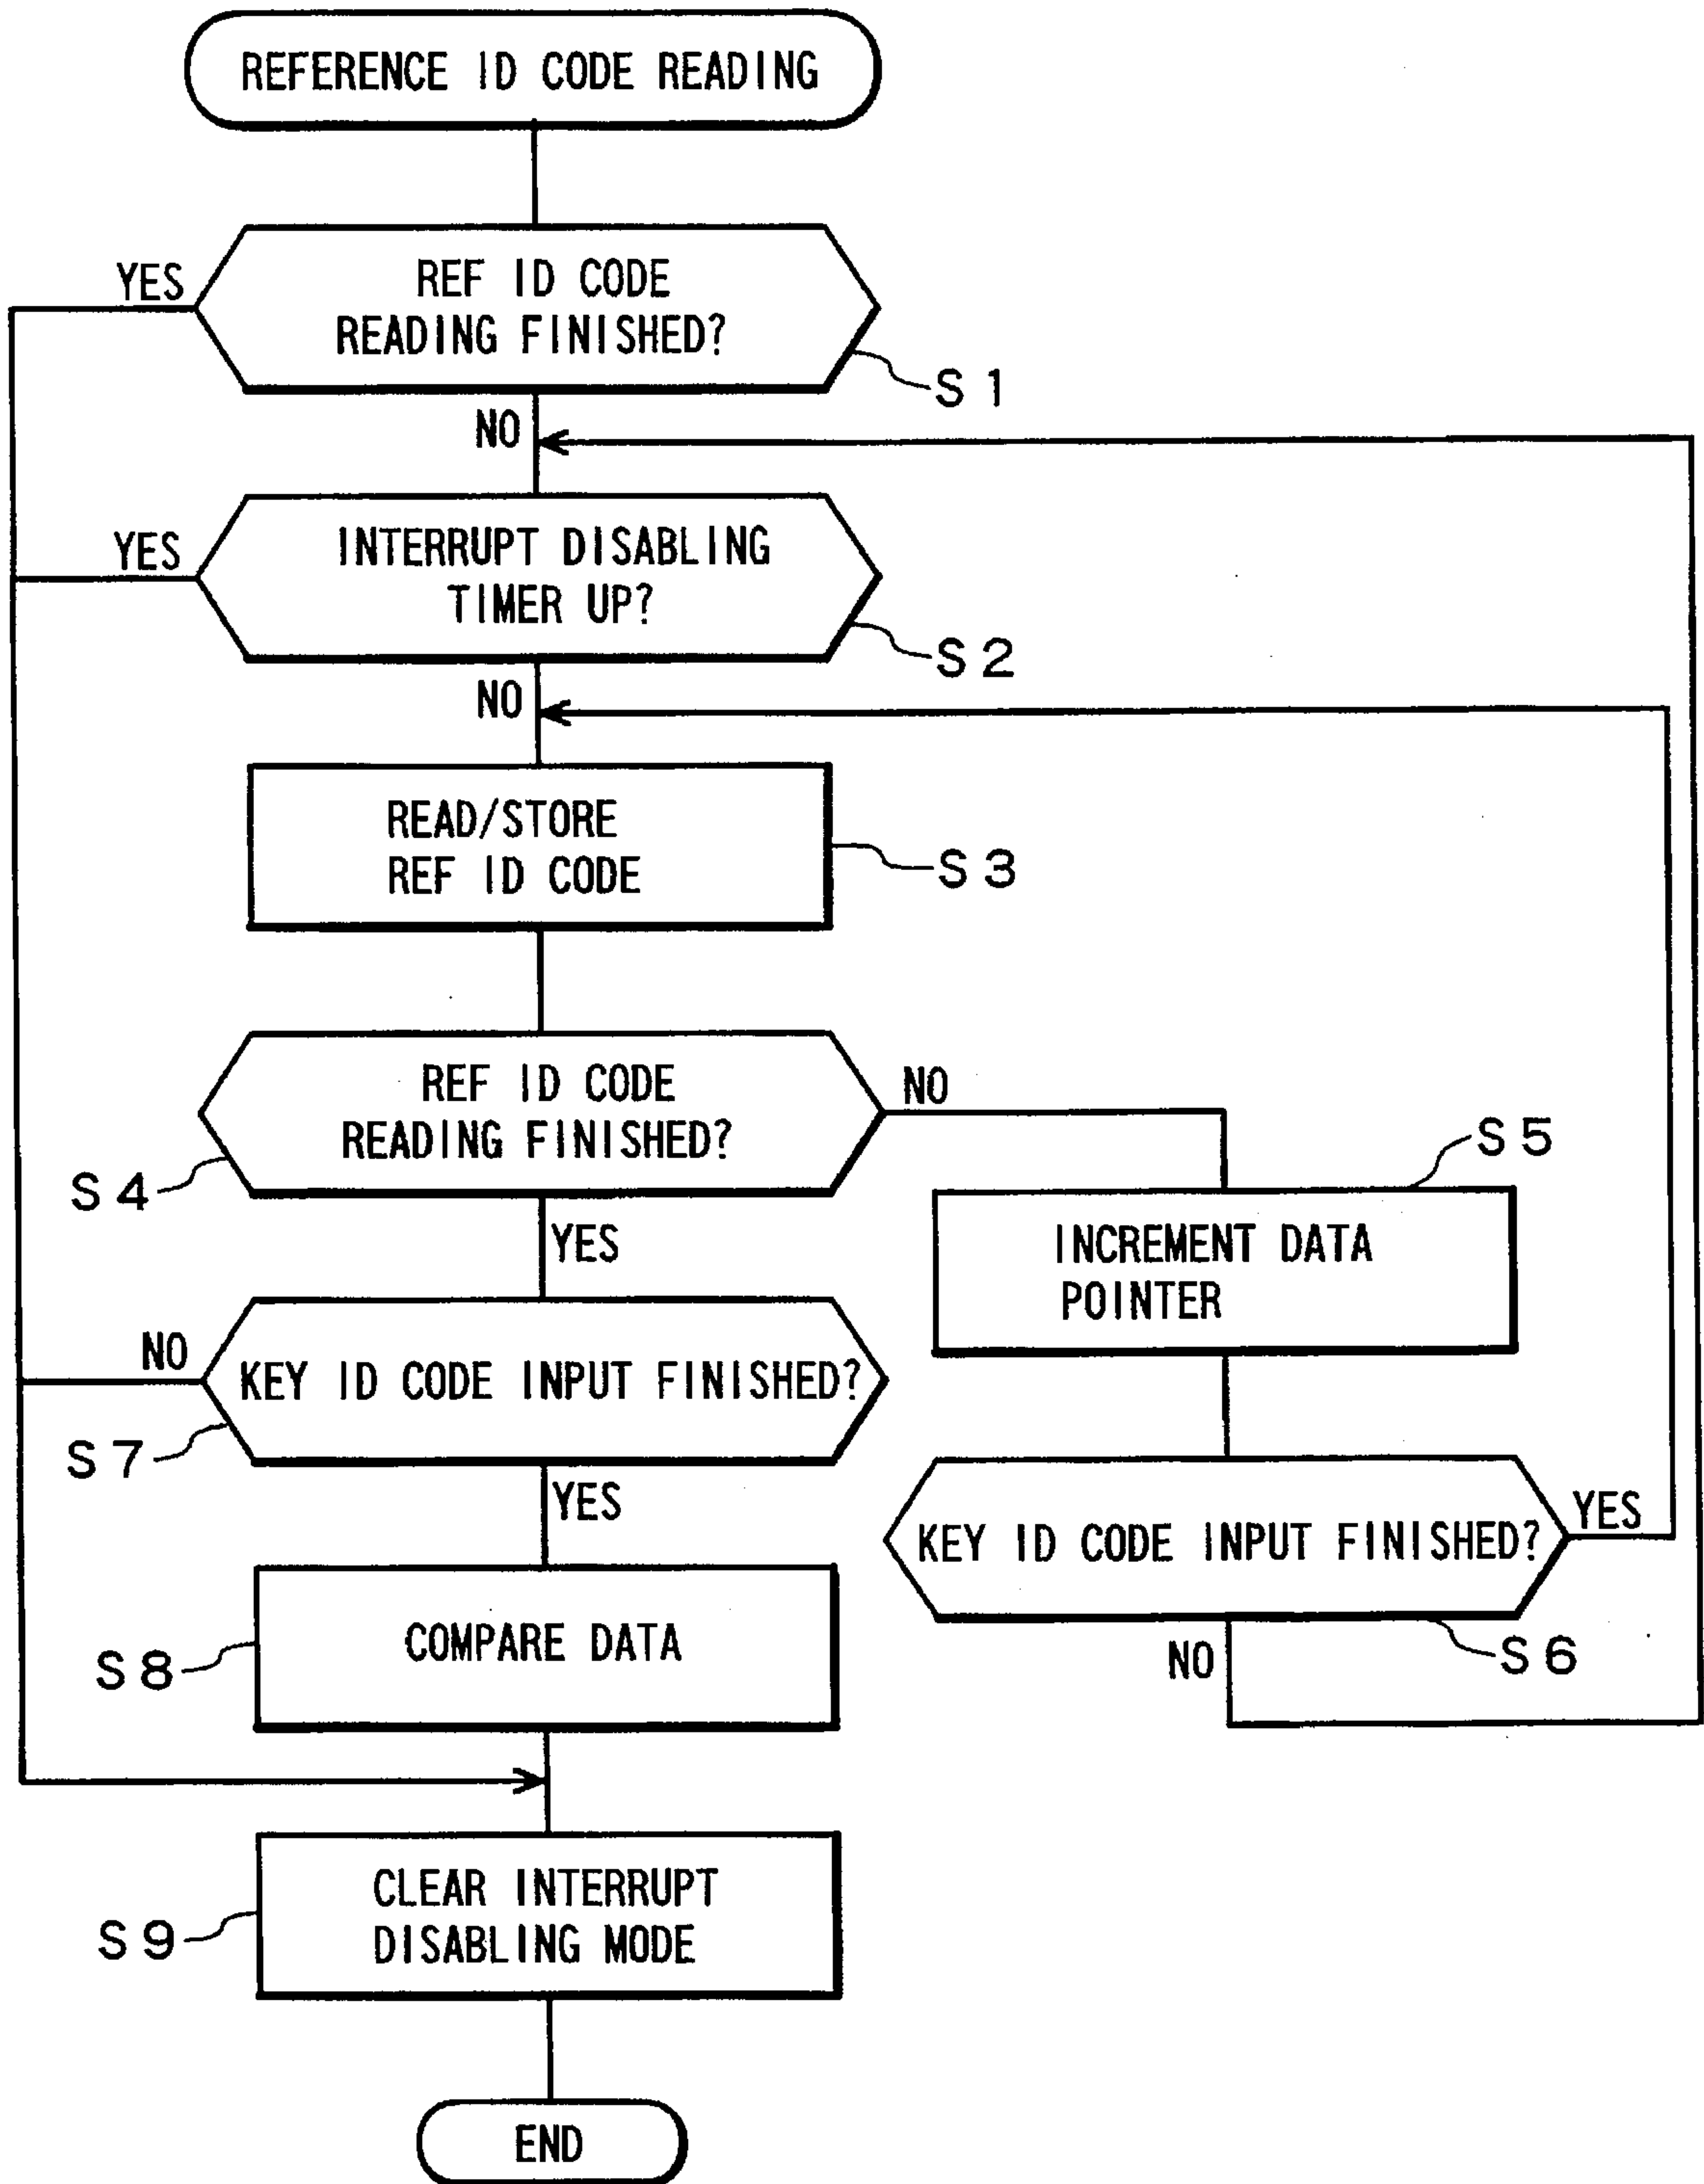 REFERENCE ID CODE READING
YES
REF ID CODE
READING FINISHED?
S1
NO
YES
INTERRUPT DISABLING
TIMER UP?
S2
NO
READ/STORE
REF ID CODE
S3
REF ID CODE
READING FINISHED?
NO
S4
S5
YES
INCREMENT DATA
POINTER
NO
KEY ID CODE INPUT FINISHED?
S7
YES
YES
KEY ID CODE INPUT FINISHED?
S6
NO
COMPARE DATA
S8
CLEAR INTERRUPT
DISABLING MODE
S9
END